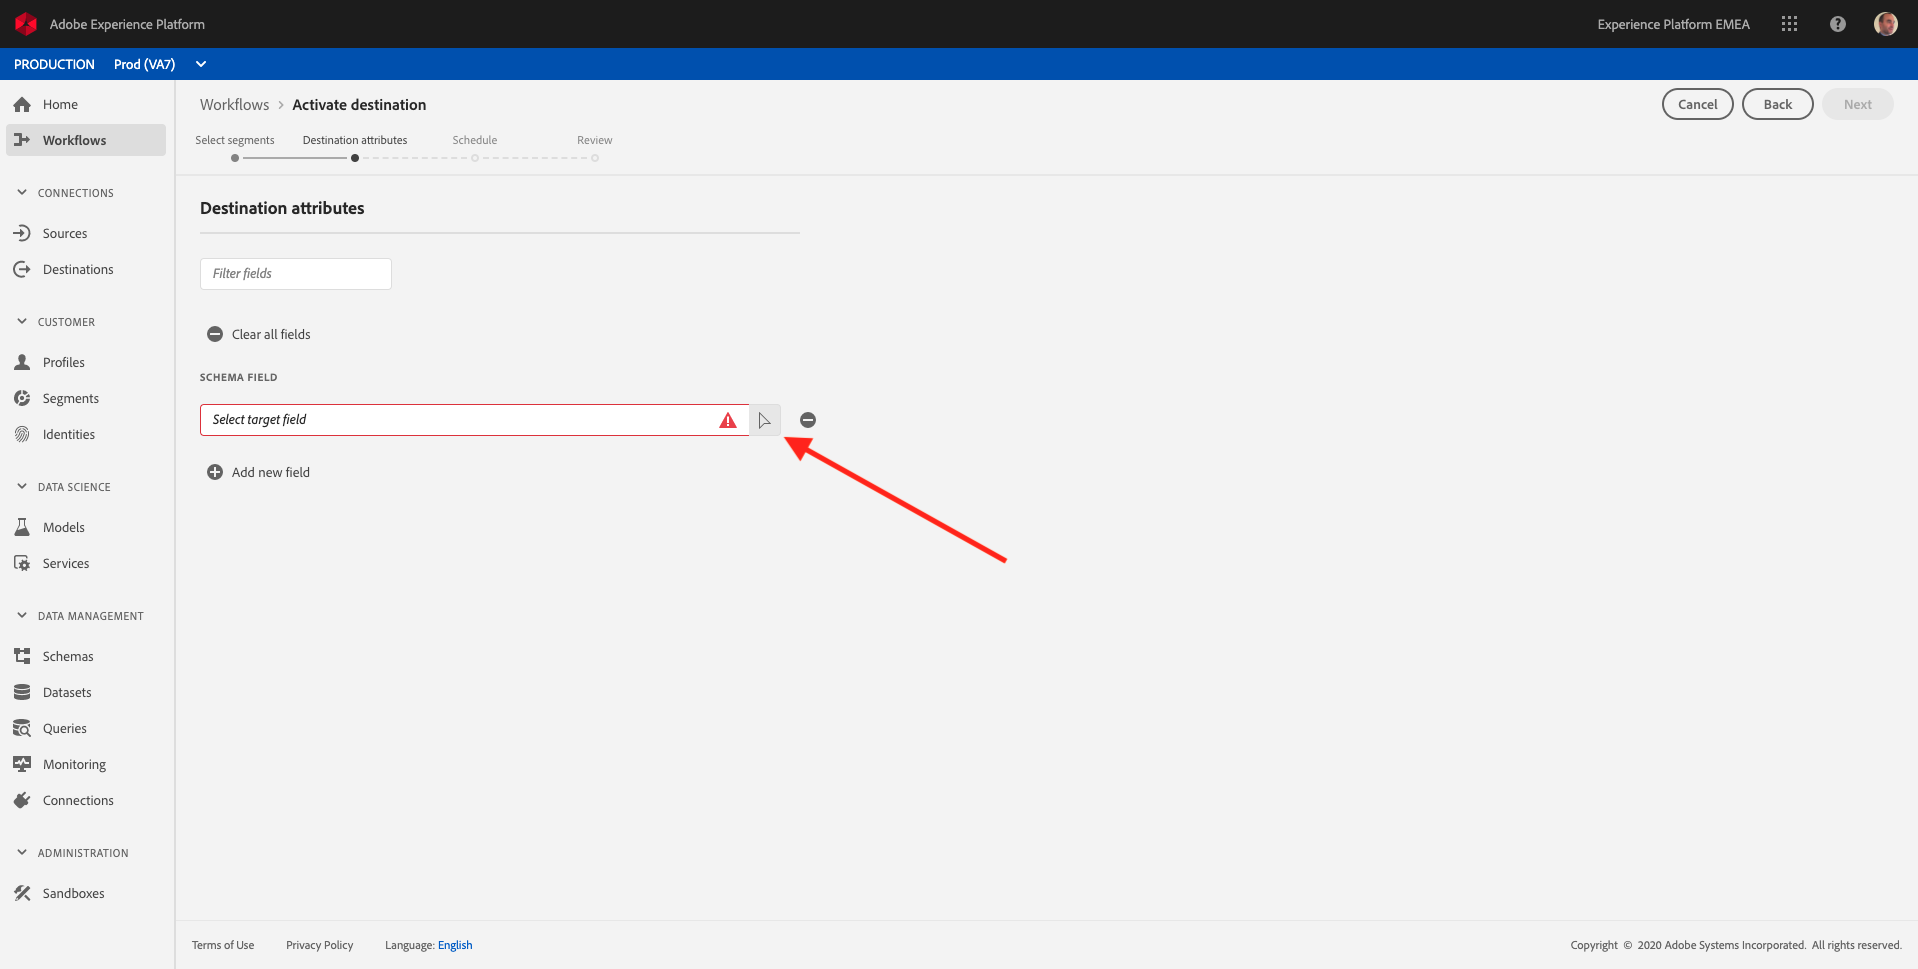 Adobe Experience Platform
Experience Platform EMEA
PRODUCTION Prod (VA7)
Home
Workflows
CONNECTIONS
Sources
Destinations
CUSTOMER
Profiles
Segments
Identities
DATA SCIENCE
Models
Services
DATA MANAGEMENT
Schemas
Datasets
Queries
Monitoring
Connections
ADMINISTRATION
Sandboxes
Workflows > Activate destination
Cancel Back Next
Select segments Destination attributes Schedule Review
Destination attributes
Filter fields
Clear all fields
SCHEMA FIELD
Select target field
Add new field
Terms of Use Privacy Policy Language: English
Copyright © 2020 Adobe Systems Incorporated. All rights reserved.